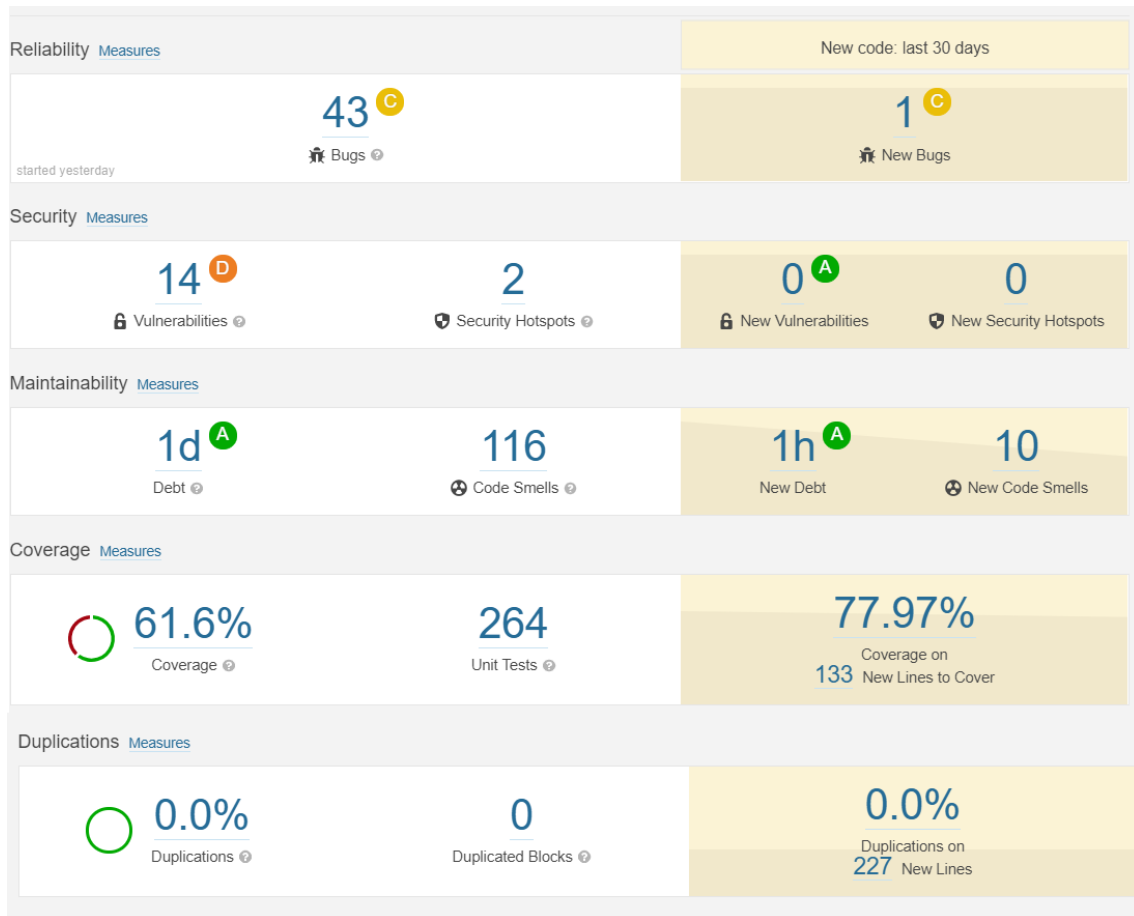 Reliability Measures
New code: last 30 days
43 C
Bugs ?
started yesterday
1 C
New Bugs
Security Measures
14 D
Vulnerabilities ?
2
Security Hotspots ?
0 A
New Vulnerabilities
0
New Security Hotspots
Maintainability Measures
1d A
Debt ?
116
Code Smells ?
1h A
New Debt
10
New Code Smells
Coverage Measures
61.6%
Coverage ?
264
Unit Tests ?
77.97%
Coverage on
133 New Lines to Cover
Duplications Measures
0.0%
Duplications ?
0
Duplicated Blocks ?
0.0%
Duplications on
227 New Lines